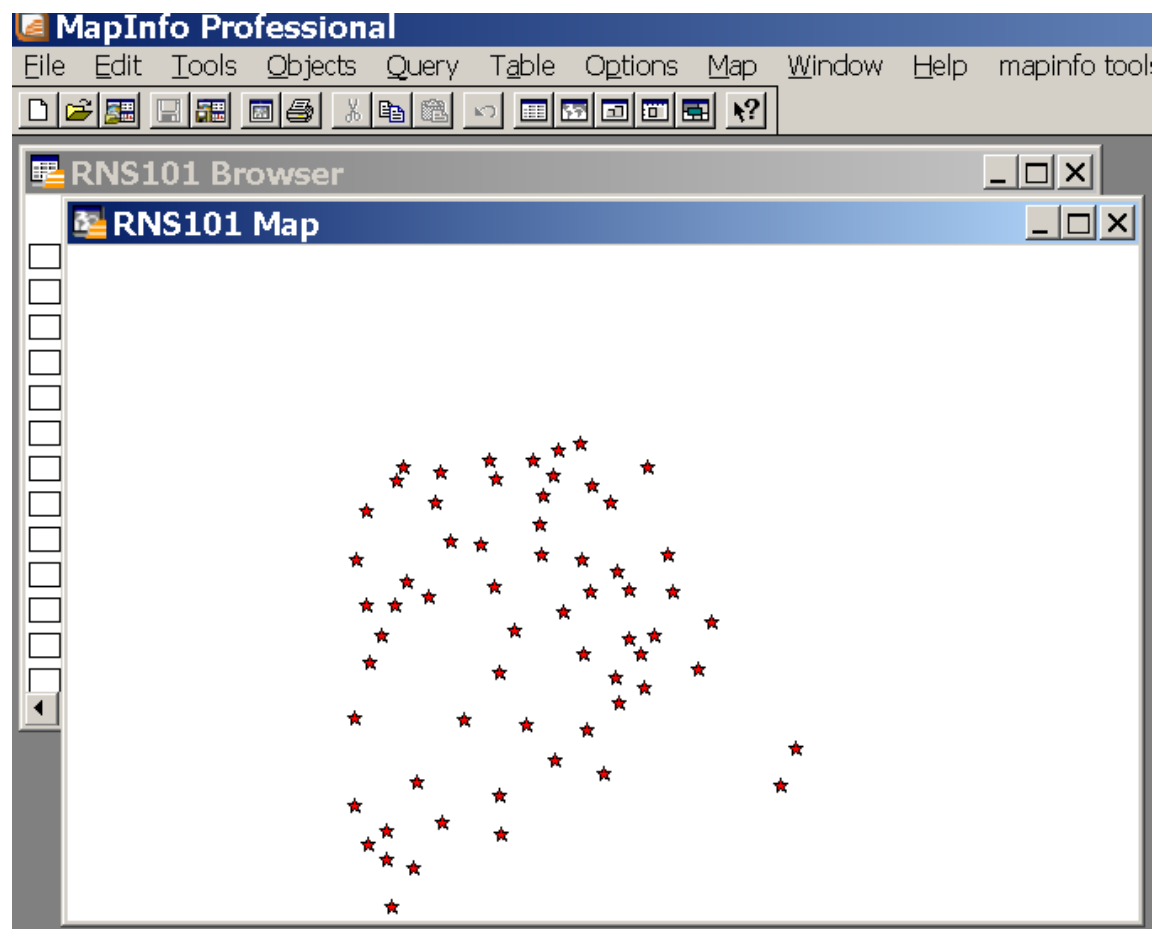 MapInfo Professional
File Edit Tools Objects Query Table Options Map Window Help mapinfo tools
RNS101 Browser
RNS101 Map